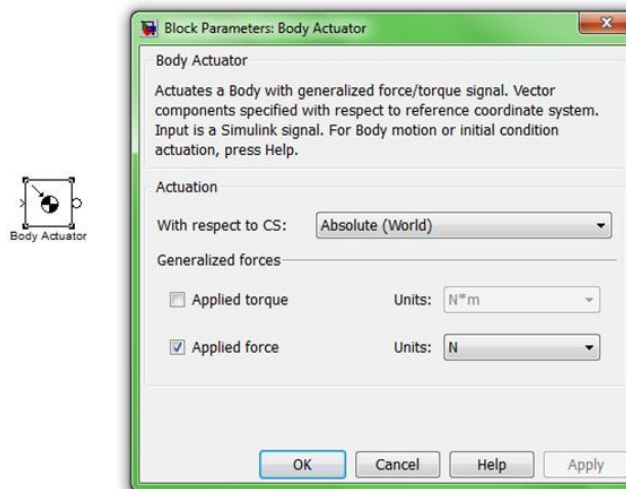 Block Parameters: Body Actuator
Body Actuator
Actuates a Body with generalized force/torque signal. Vector
components specified with respect to reference coordinate system.
Input is a Simulink signal. For Body motion or initial condition
actuation, press Help.
Actuation
With respect to CS: Absolute (World)
Generalized forces
Applied torque Units: N*m
Applied force Units: N
OK Cancel Help Apply
Body Actuator